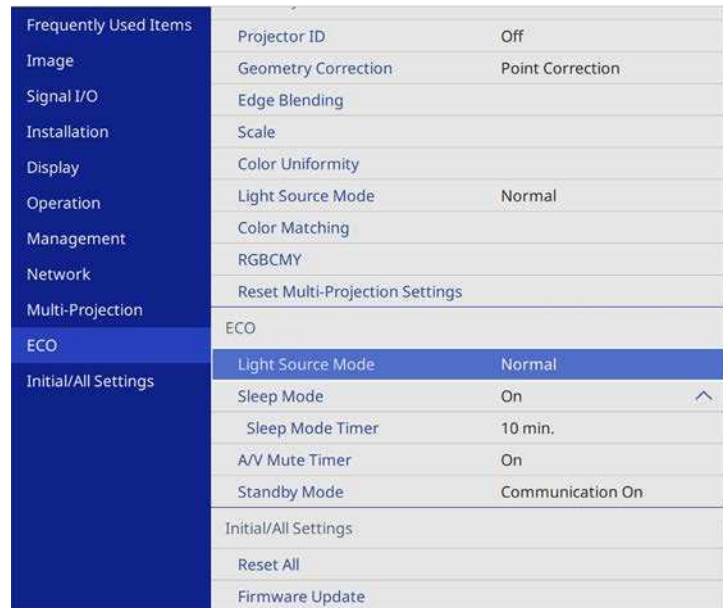 Frequently Used Items
Image
Signal I/O
Installation
Display
Operation
Management
Network
Multi-Projection
ECO
Initial/All Settings
Projector ID Off
Geometry Correction Point Correction
Edge Blending
Scale
Color Uniformity
Light Source Mode Normal
Color Matching
RGBCMY
Reset Multi-Projection Settings
ECO
Light Source Mode Normal
Sleep Mode On
Sleep Mode Timer 10 min.
A/V Mute Timer On
Standby Mode Communication On
Initial/All Settings
Reset All
Firmware Update